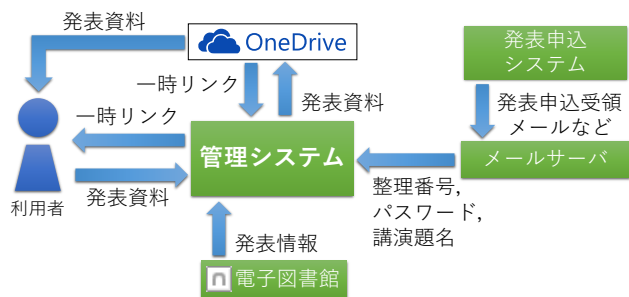 発表資料
OneDrive
発表申込
システム
一時リンク
発表資料
発表申込受領
メールなど
一時リンク
管理システム
メールサーバ
発表資料
利用者
整理番号,
パスワード,
講演題名
発表情報
n 電子図書館